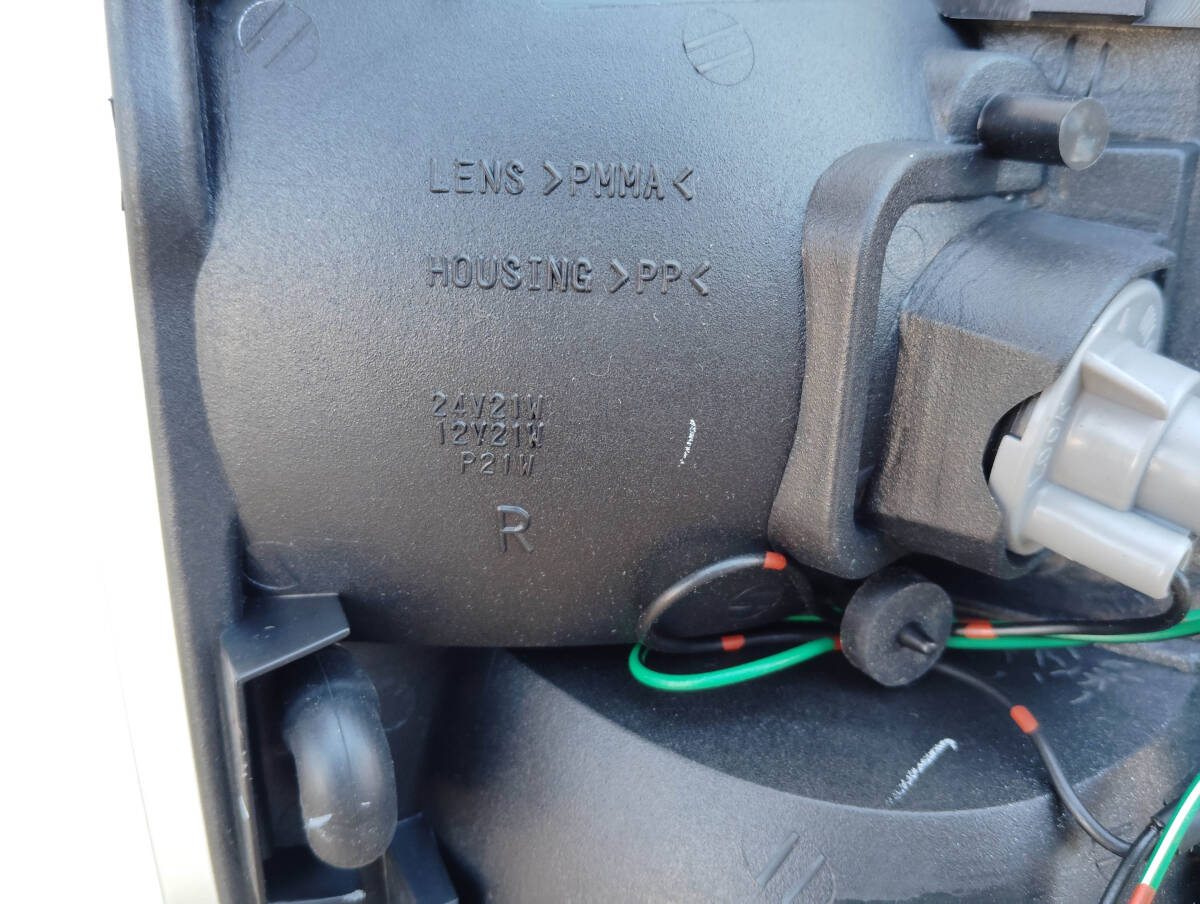 LENS >PMMA<
HOUSING >PP<
24V21W
12V21W
P21W
R